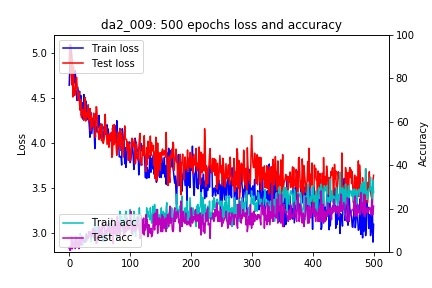 da2_009: 500 epochs loss and accuracy
Train loss
Test loss
Train acc
Test acc
Loss
5.0
4.5
4.0
3.5
3.0
Accuracy
100
80
60
40
20
0
0 100 200 300 400 500